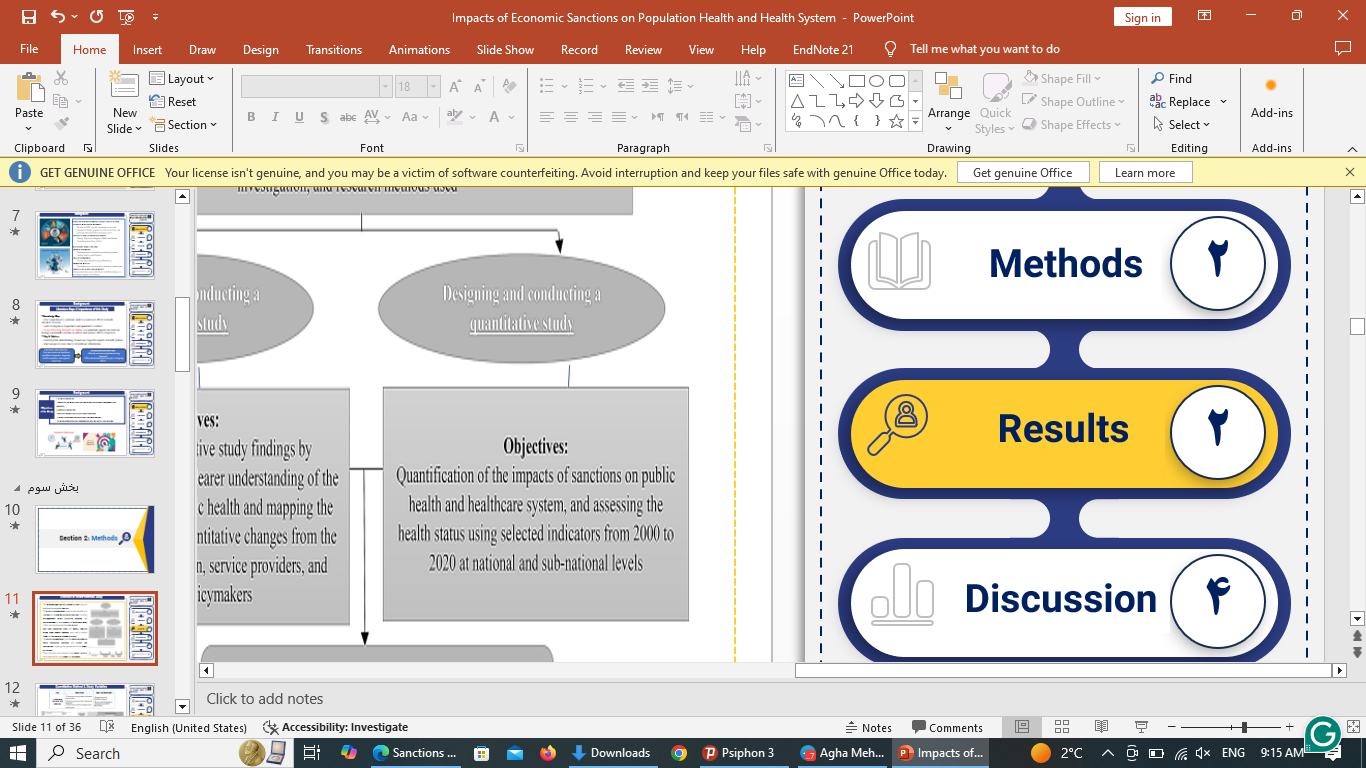 Impacts of Economic Sanctions on Population Health and Health System - PowerPoint
Sign in
File Home Insert Draw Design Transitions Animations Slide Show Record Review View Help EndNote 21 Tell me what you want to do
Paste
Clipboard
New Slide
Layout
Reset
Section
Slides
18
B I U S abc AV Aa A
Font
Paragraph
Arrange
Quick Styles
Shape Fill
Shape Outline
Shape Effects
Drawing
Find
Replace
Select
Editing
Add-ins
Add-ins
GET GENUINE OFFICE Your license isn't genuine, and you may be a victim of software counterfeiting. Avoid interruption and keep your files safe with genuine Office today. Get genuine Office Learn more
7
8
9
بخش سوم
10
Section 2: Methods
11
12
investigation, and research methods used
onducting a
study
Designing and conducting a
quantitative study
ves:
tive study findings by
earer understanding of the
c health and mapping the
ntitative changes from the
n, service providers, and
icymakers
Objectives:
Quantification of the impacts of sanctions on public
health and healthcare system, and assessing the
health status using selected indicators from 2000 to
2020 at national and sub-national levels
Methods ۲
Results ۲
Discussion ۴
Click to add notes
Slide 11 of 36 English (United States) Accessibility: Investigate Notes Comments
Search Sanctions ... Downloads Psiphon 3 Agha Meh... Impacts of... 2°C ENG 9:15 AM